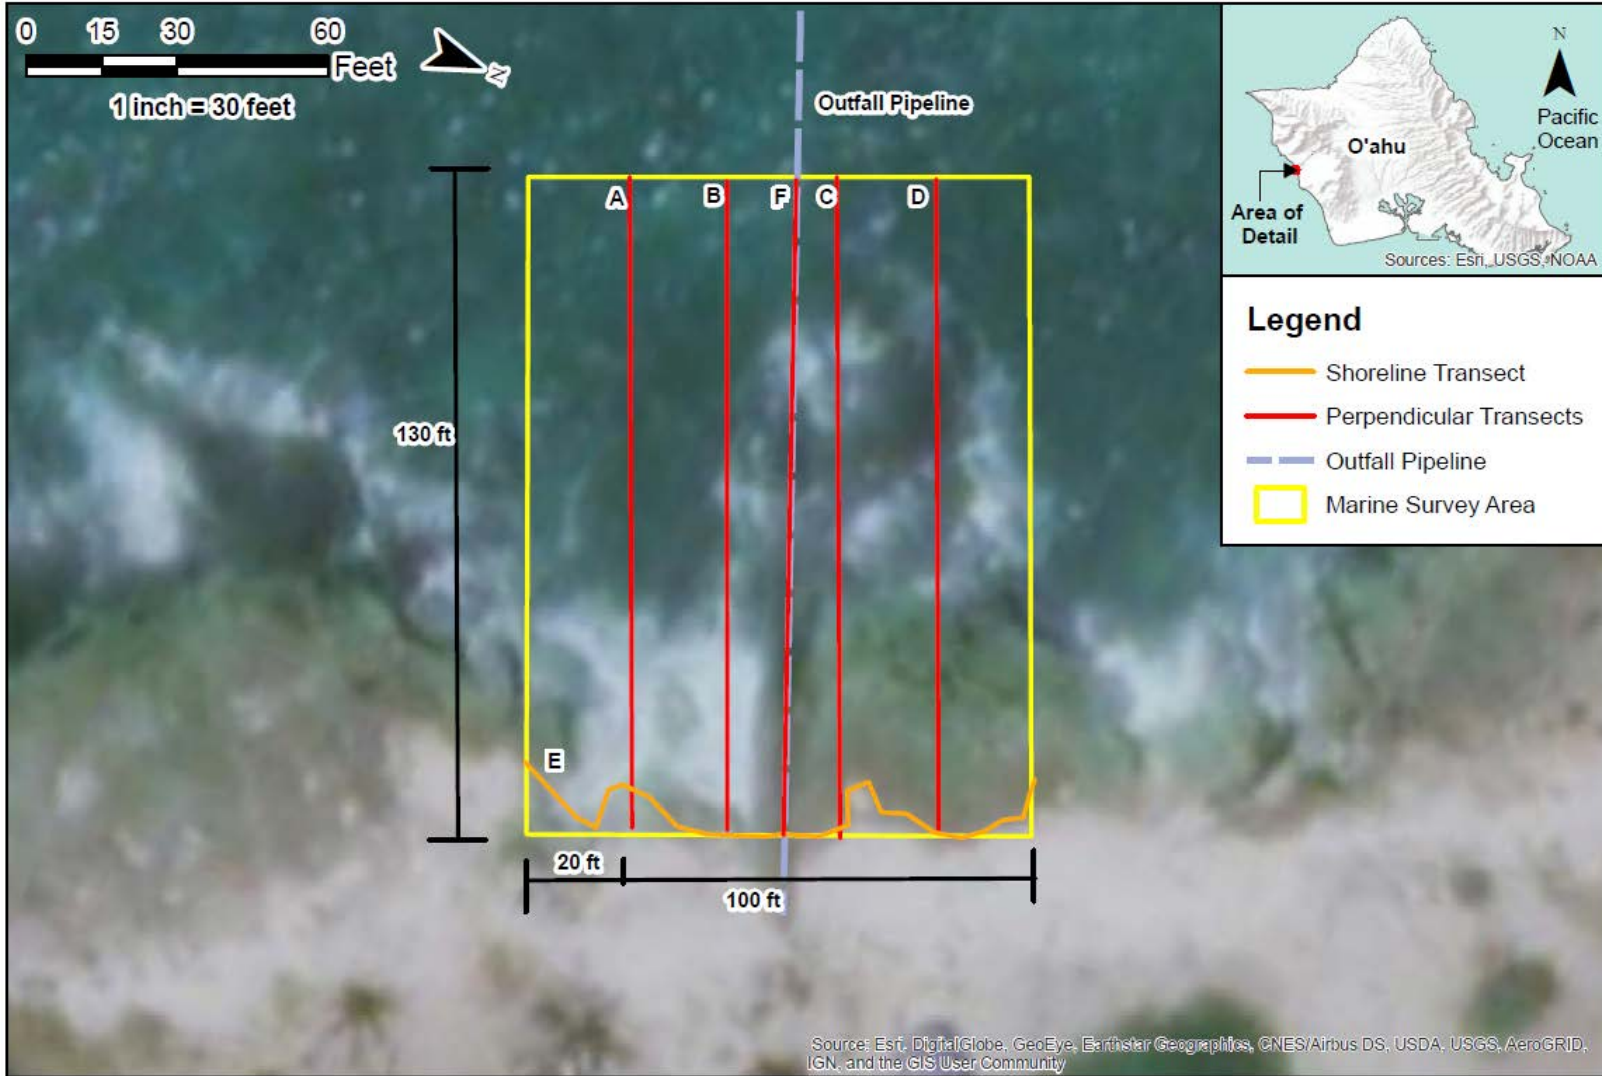 0 15 30 60
Feet
1 inch = 30 feet
N
Outfall Pipeline
A B F C D
130 ft
E
20 ft
100 ft
N
Pacific
Ocean
O'ahu
Area of
Detail
Sources: Esri, USGS, NOAA
Legend
Shoreline Transect
Perpendicular Transects
Outfall Pipeline
Marine Survey Area
Source: Esri, DigitalGlobe, GeoEye, Earthstar Geographics, CNES/Airbus DS, USDA, USGS, AeroGRID,
IGN, and the GIS User Community